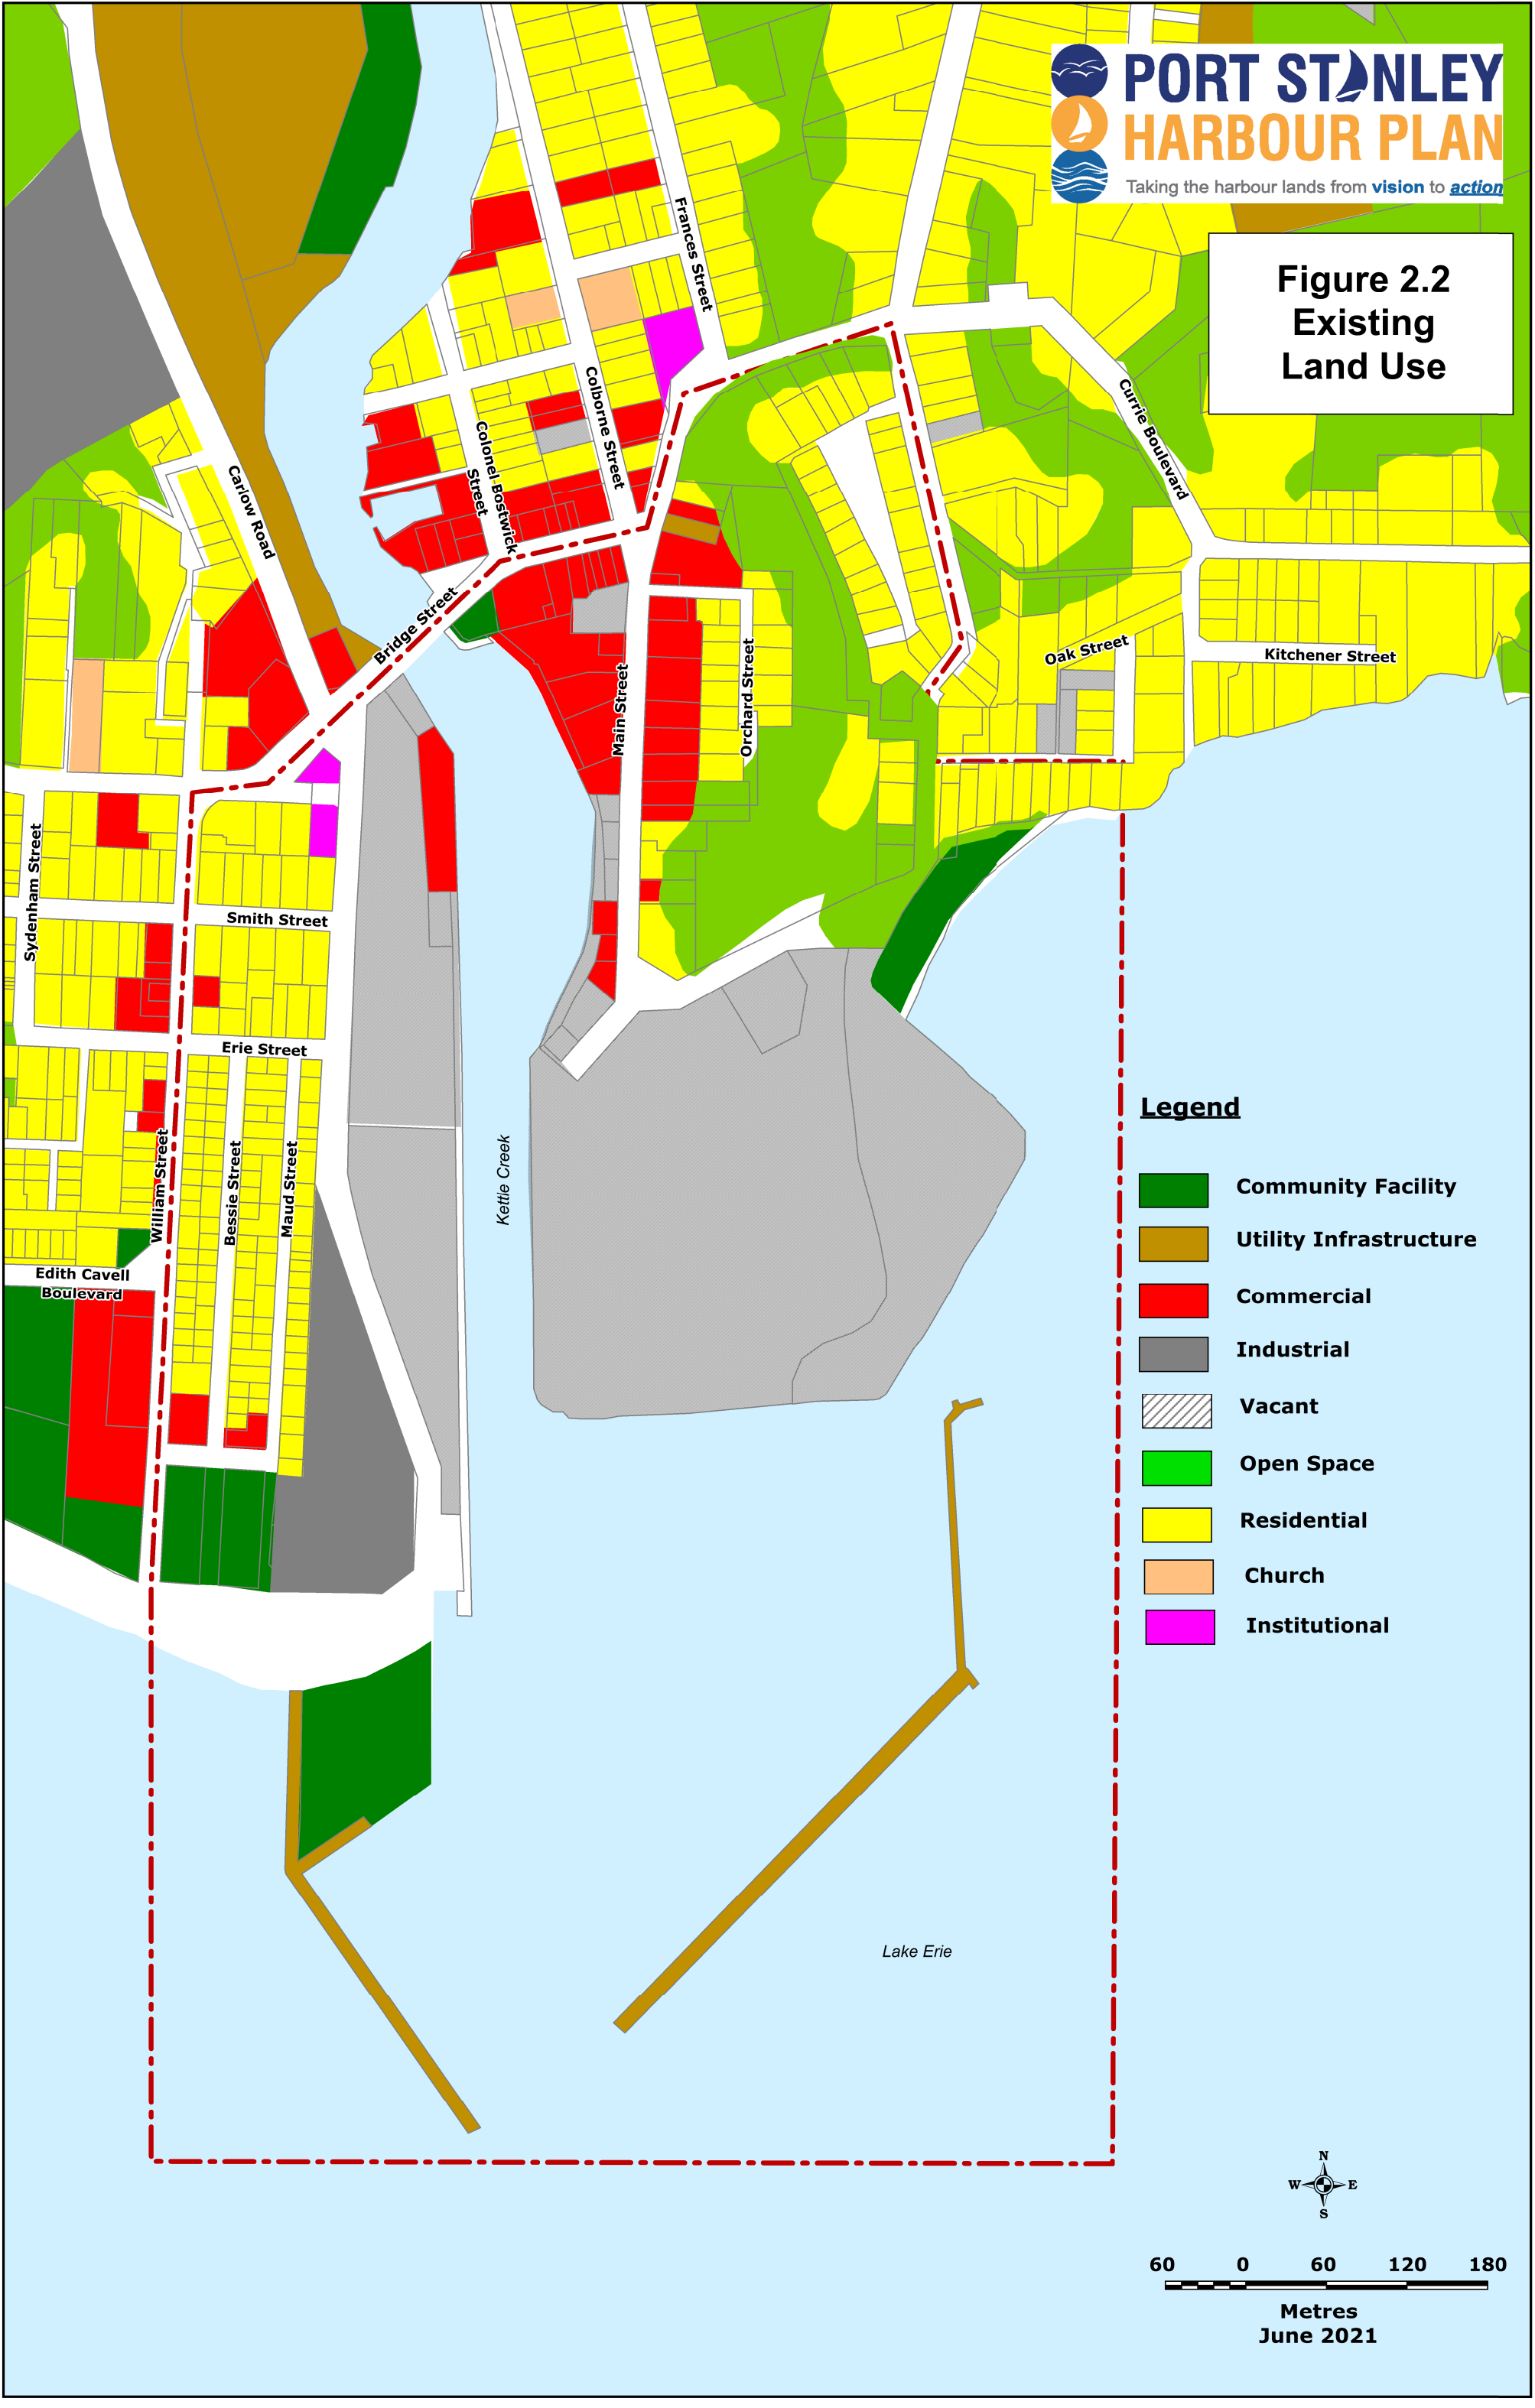 PORT STANLEY
HARBOUR PLAN
Taking the harbour lands from vision to action
Figure 2.2
Existing
Land Use
Frances Street
Colborne Street
Colonel Bostwick
Street
Currie Boulevard
Carlow Road
Bridge Street
Main Street
Orchard Street
Oak Street
Kitchener Street
Sydenham Street
Smith Street
Erie Street
William Street
Bessie Street
Maud Street
Kettle Creek
Edith Cavell
Boulevard
Legend
Community Facility
Utility Infrastructure
Commercial
Industrial
Vacant
Open Space
Residential
Church
Institutional
Lake Erie
N
W E
S
60 0 60 120 180
Metres
June 2021